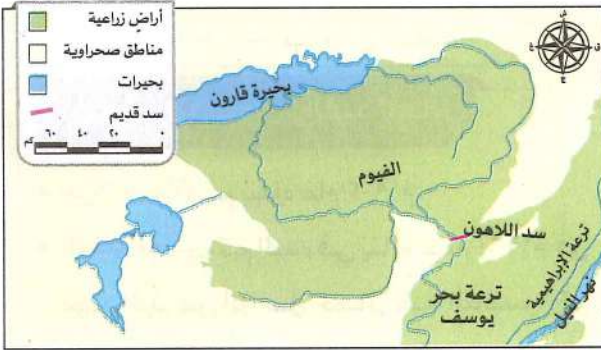 أراضٍ زراعية
مناطق صحراوية
بحيرات
سد قديم
٦٠ ٤٠ ٢٠ ٠
كم
ش
ق
غ
بحيرة قارون
الفيوم
سد اللاهون
ترعة الإبراهيمية
نهر النيل
ترعة بحر
يوسف